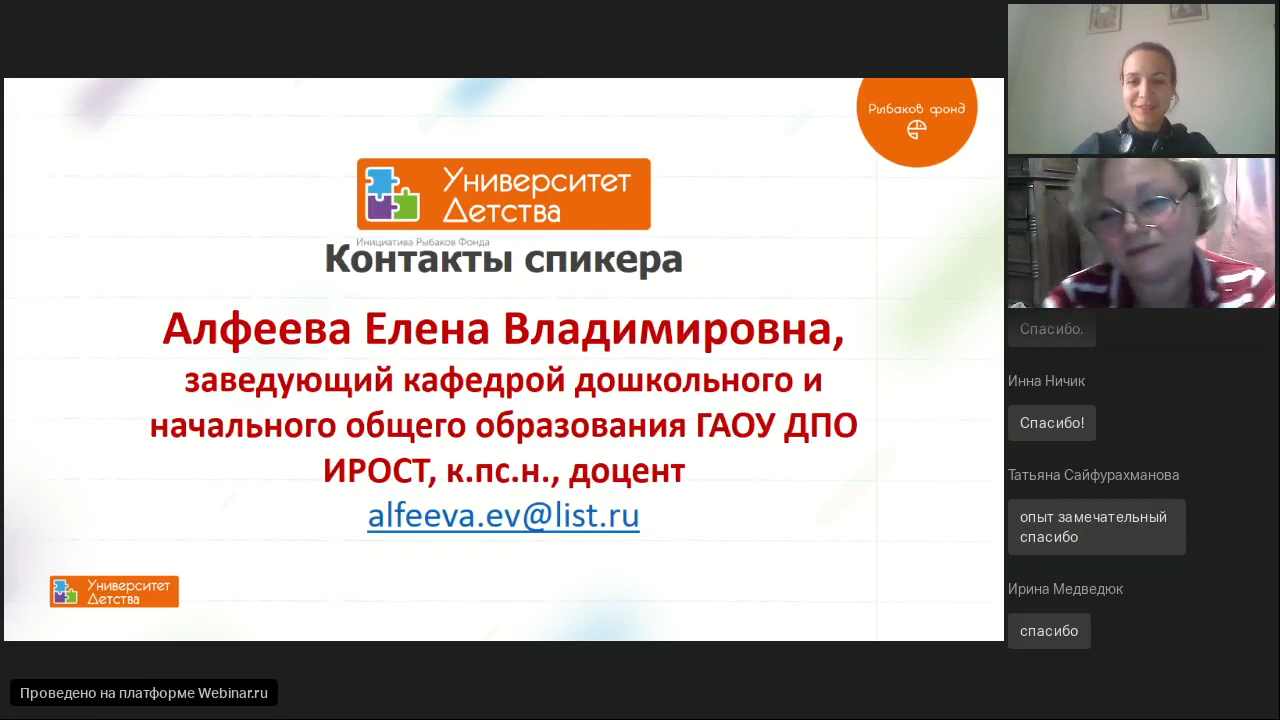 Рыбаков фонд
Университет
Детства
Инициатива Рыбаков Фонда
Контакты спикера
Алфеева Елена Владимировна,
заведующий кафедрой дошкольного и
начального общего образования ГАОУ ДПО
ИРОСТ, к.пс.н., доцент
alfeeva.ev@list.ru
Университет
Детства
Проведено на платформе Webinar.ru
Спасибо.
Инна Ничик
Спасибо!
Татьяна Сайфурахманова
опыт замечательный
спасибо
Ирина Медведюк
спасибо